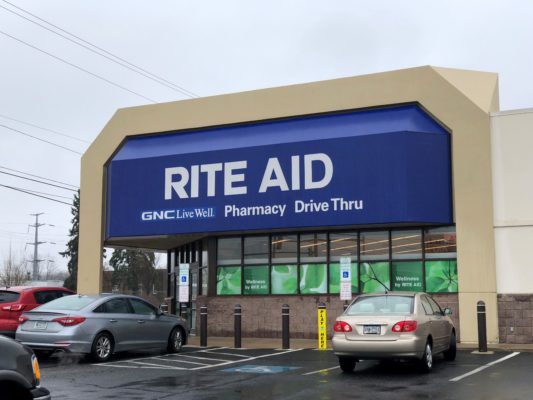 RITE AID
GNC LiveWell. Pharmacy Drive Thru
Wellness
by RITE AID
Wellness
by RITE AID